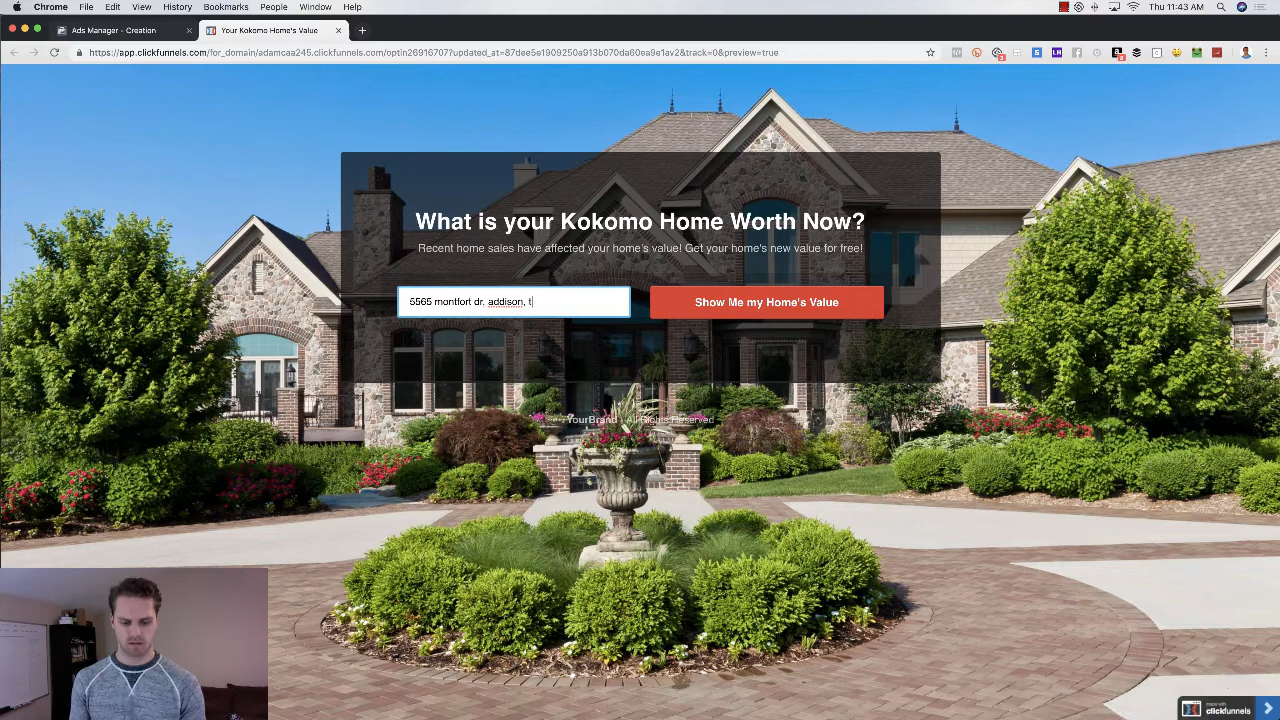 Chrome File Edit View History Bookmarks People Window Help
Thu 11:43 AM
Ads Manager - Creation
Your Kokomo Home's Value
https://app.clickfunnels.com/for_domain/adamcaa245.clickfunnels.com/optin26916707?updated_at=87dee5e1909250a913b070da60ea9e1av2&track=0&preview=true
What is your Kokomo Home Worth Now?
Recent home sales have affected your home's value! Get your home's new value for free!
5565 montfort dr. addison, t
Show Me my Home's Value
YourBrand - All Rights Reserved
made with
clickfunnels